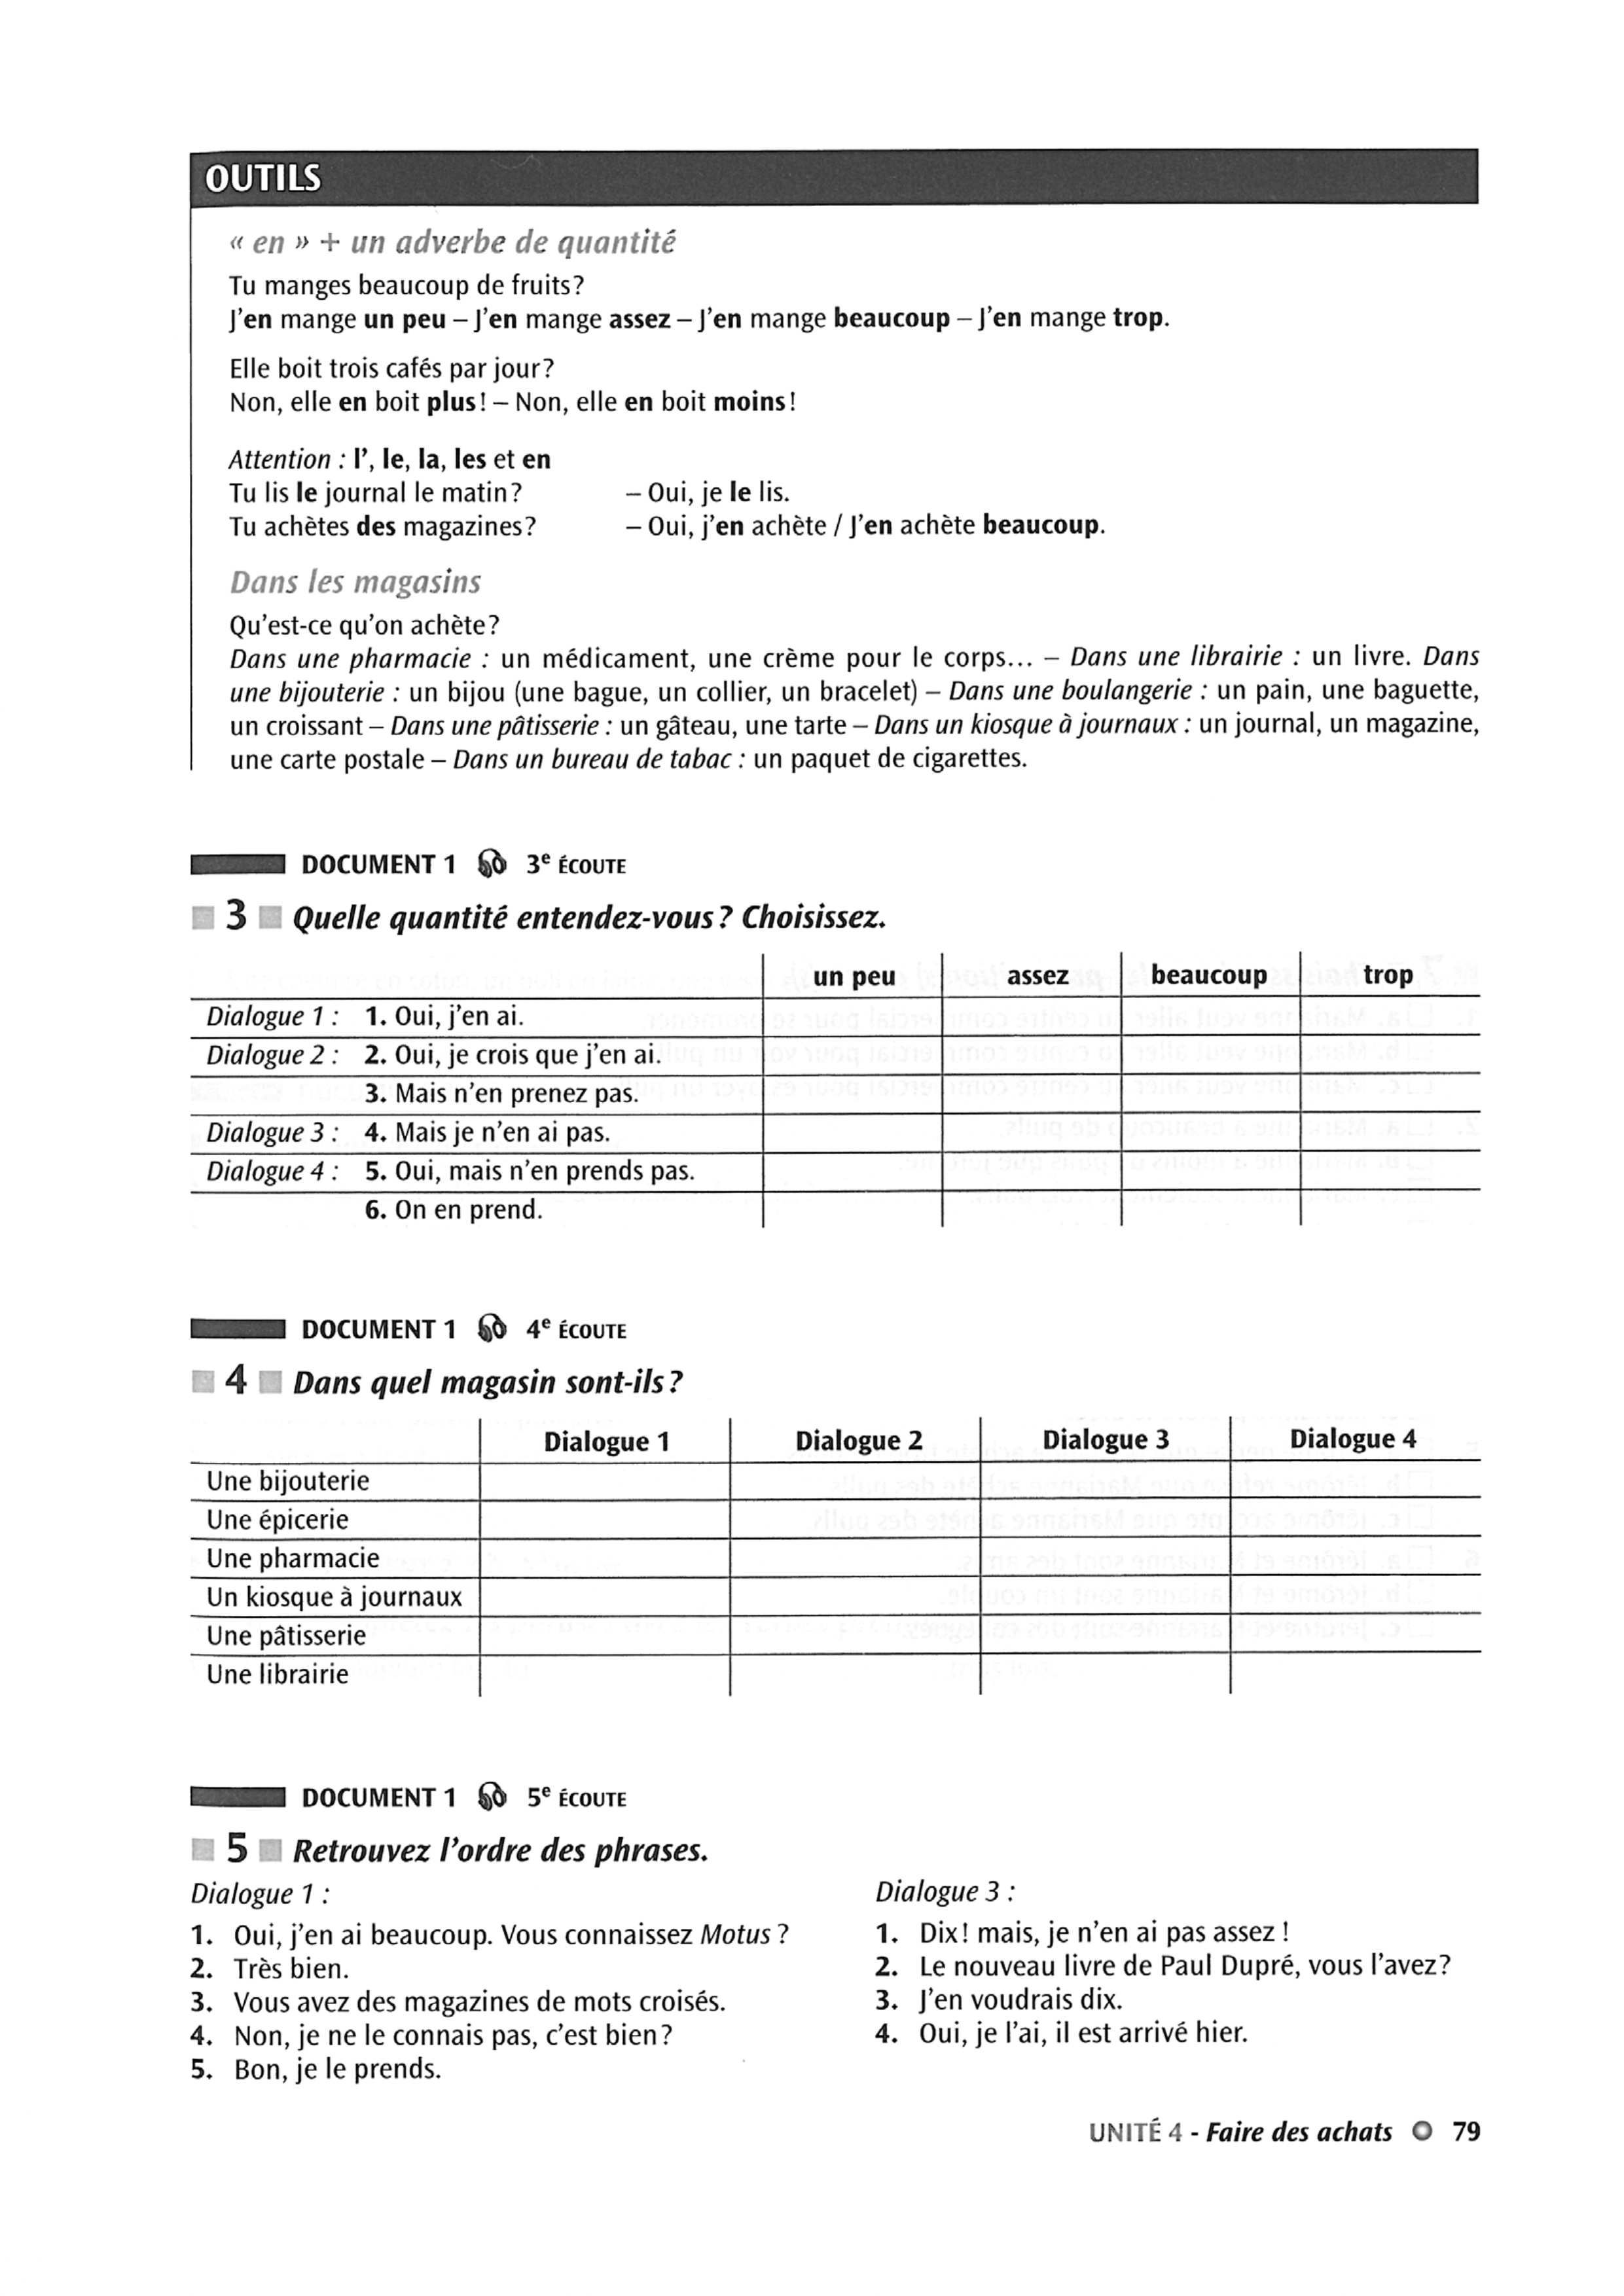 OUTILS
« en » + un adverbe de quantité
Tu manges beaucoup de fruits?
J'en mange un peu – J'en mange assez – J'en mange beaucoup – J'en mange trop.
Elle boit trois cafés par jour?
Non, elle en boit plus! – Non, elle en boit moins!
Attention : l', le, la, les et en
Tu lis le journal le matin? – Oui, je le lis.
Tu achètes des magazines? – Oui, j'en achète / J'en achète beaucoup.
Dans les magasins
Qu'est-ce qu'on achète?
Dans une pharmacie : un médicament, une crème pour le corps... – Dans une librairie : un livre. Dans
une bijouterie : un bijou (une bague, un collier, un bracelet) – Dans une boulangerie : un pain, une baguette,
un croissant – Dans une pâtisserie : un gâteau, une tarte – Dans un kiosque à journaux : un journal, un magazine,
une carte postale – Dans un bureau de tabac : un paquet de cigarettes.
DOCUMENT 1 3e ÉCOUTE
3 Quelle quantité entendez-vous? Choisissez.
un peu assez beaucoup trop
Dialogue 1 : 1. Oui, j'en ai.
Dialogue 2 : 2. Oui, je crois que j'en ai.
3. Mais n'en prenez pas.
Dialogue 3 : 4. Mais je n'en ai pas.
Dialogue 4 : 5. Oui, mais n'en prends pas.
6. On en prend.
DOCUMENT 1 4e ÉCOUTE
4 Dans quel magasin sont-ils?
Dialogue 1 Dialogue 2 Dialogue 3 Dialogue 4
Une bijouterie
Une épicerie
Une pharmacie
Un kiosque à journaux
Une pâtisserie
Une librairie
DOCUMENT 1 5e ÉCOUTE
5 Retrouvez l'ordre des phrases.
Dialogue 1 :
1. Oui, j'en ai beaucoup. Vous connaissez Motus ?
2. Très bien.
3. Vous avez des magazines de mots croisés.
4. Non, je ne le connais pas, c'est bien?
5. Bon, je le prends.
Dialogue 3 :
1. Dix! mais, je n'en ai pas assez !
2. Le nouveau livre de Paul Dupré, vous l'avez?
3. J'en voudrais dix.
4. Oui, je l'ai, il est arrivé hier.
UNITÉ 4 - Faire des achats 79